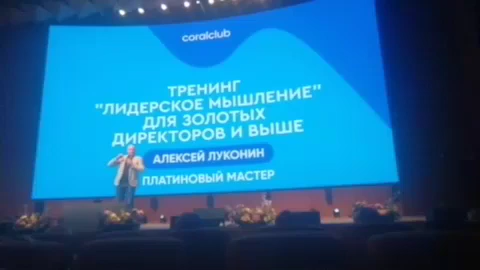 coralclub
ТРЕНИНГ
"ЛИДЕРСКОЕ МЫШЛЕНИЕ"
ДЛЯ ЗОЛОТЫХ
ДИРЕКТОРОВ И ВЫШЕ
АЛЕКСЕЙ ЛУКОНИН
ПЛАТИНОВЫЙ МАСТЕР